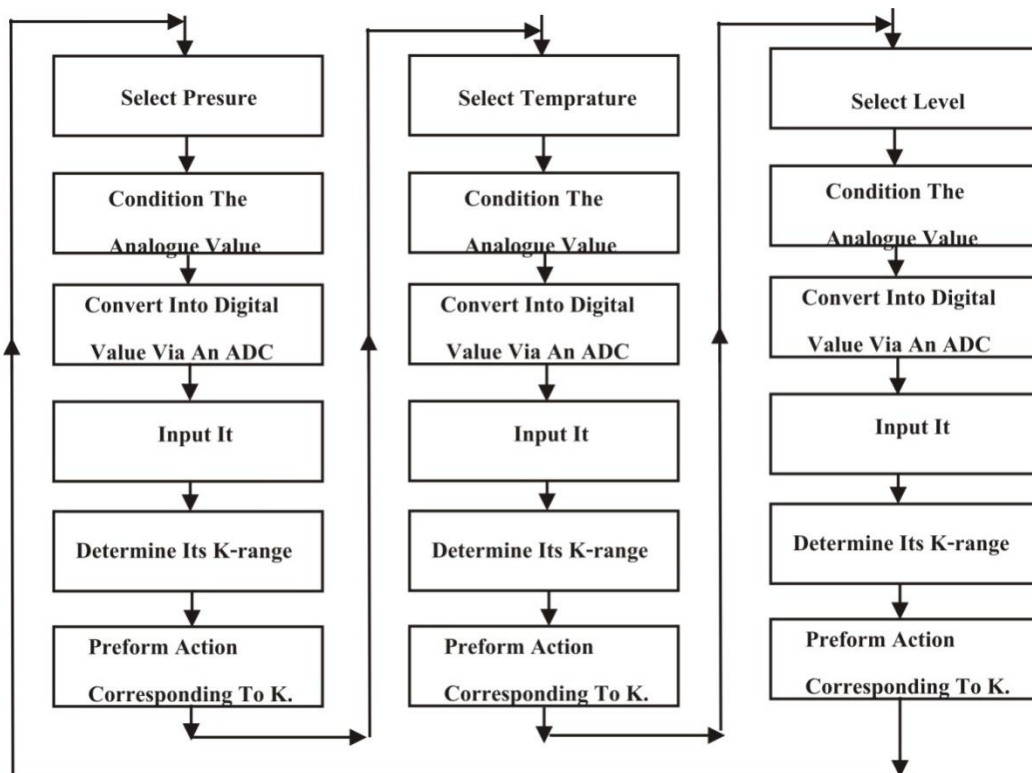 Select Presure
Condition The
Analogue Value
Convert Into Digital
Value Via An ADC
Input It
Determine Its K-range
Preform Action
Corresponding To K.
Select Temprature
Condition The
Analogue Value
Convert Into Digital
Value Via An ADC
Input It
Determine Its K-range
Preform Action
Corresponding To K.
Select Level
Condition The
Analogue Value
Convert Into Digital
Value Via An ADC
Input It
Determine Its K-range
Preform Action
Corresponding To K.